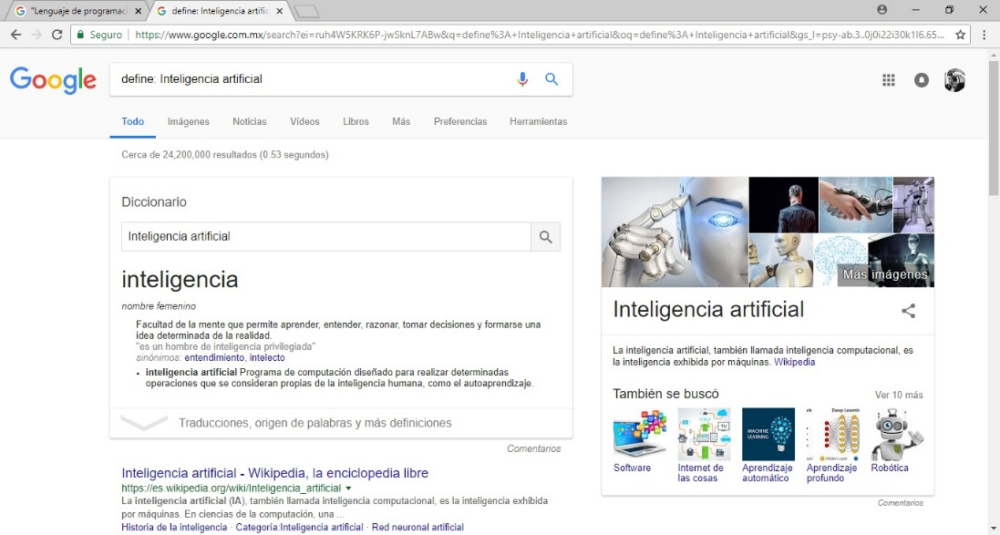 "Lenguaje de programaci
define: Inteligencia artific
Seguro
https://www.google.com.mx/search?ei=ruh4W5KRK6P-jwSknL7ABw&q=define%3A+Inteligencia+artificial&oq=define%3A+Inteligencia+artificial&gs_l=psy-ab.3..0j0i22i30k1l6.65...
Google
define: Inteligencia artificial
Todo Imágenes Noticias Vídeos Libros Más Preferencias Herramientas
Cerca de 24,200,000 resultados (0.53 segundos)
Diccionario
Inteligencia artificial
inteligencia
nombre femenino
Facultad de la mente que permite aprender, entender, razonar, tomar decisiones y formarse una
idea determinada de la realidad.
"es un hombre de inteligencia privilegiada"
sinónimos: entendimiento, intelecto
• inteligencia artificial Programa de computación diseñado para realizar determinadas
operaciones que se consideran propias de la inteligencia humana, como el autoaprendizaje.
Traducciones, origen de palabras y más definiciones
Comentarios
Inteligencia artificial - Wikipedia, la enciclopedia libre
https://es.wikipedia.org/wiki/Inteligencia_artificial
La inteligencia artificial (IA), también llamada inteligencia computacional, es la inteligencia exhibida
por máquinas. En ciencias de la computación, una ...
Historia de la inteligencia · Categoría:Inteligencia artificial · Red neuronal artificial
Más imágenes
Inteligencia artificial
La inteligencia artificial, también llamada inteligencia computacional, es
la inteligencia exhibida por máquinas. Wikipedia
También se buscó
Ver 10 más
TV
MACHINE
LEARNING
Deep Learnin
Software
Internet de
las cosas
Aprendizaje
automático
Aprendizaje
profundo
Robótica
Comentarios